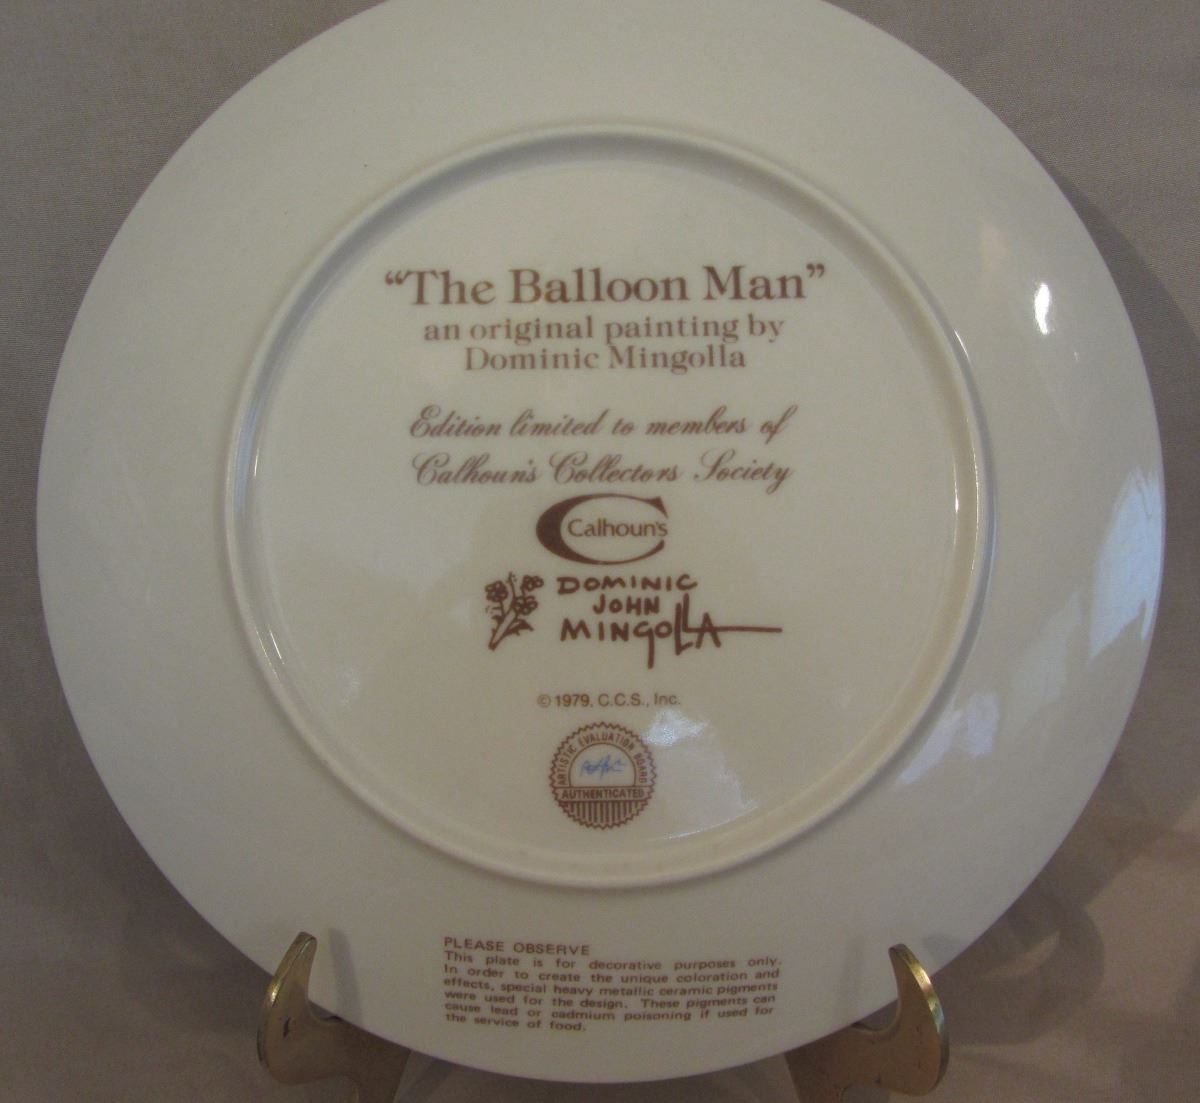 “The Balloon Man”
an original painting by
Dominic Mingolla
Edition limited to members of
Calhoun's Collectors Society
Calhoun's
DOMINIC
JOHN
MINGOLLA
© 1979, C.C.S., Inc.
ARTISTIC EVALUATION BOARD
AUTHENTICATED
PLEASE OBSERVE
This plate is for decorative purposes only.
In order to create the unique coloration and
effects, special heavy metallic ceramic pigments
were used for the design. These pigments can
cause lead or cadmium poisoning if used for
the service of food.